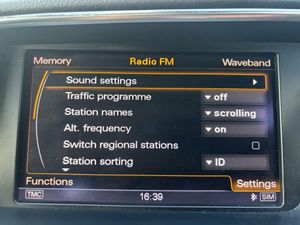 Memory Radio FM Waveband
Sound settings
Traffic programme off
Station names scrolling
Alt. frequency on
Switch regional stations
Station sorting ID
Functions Settings
TMC 16:39 SIM